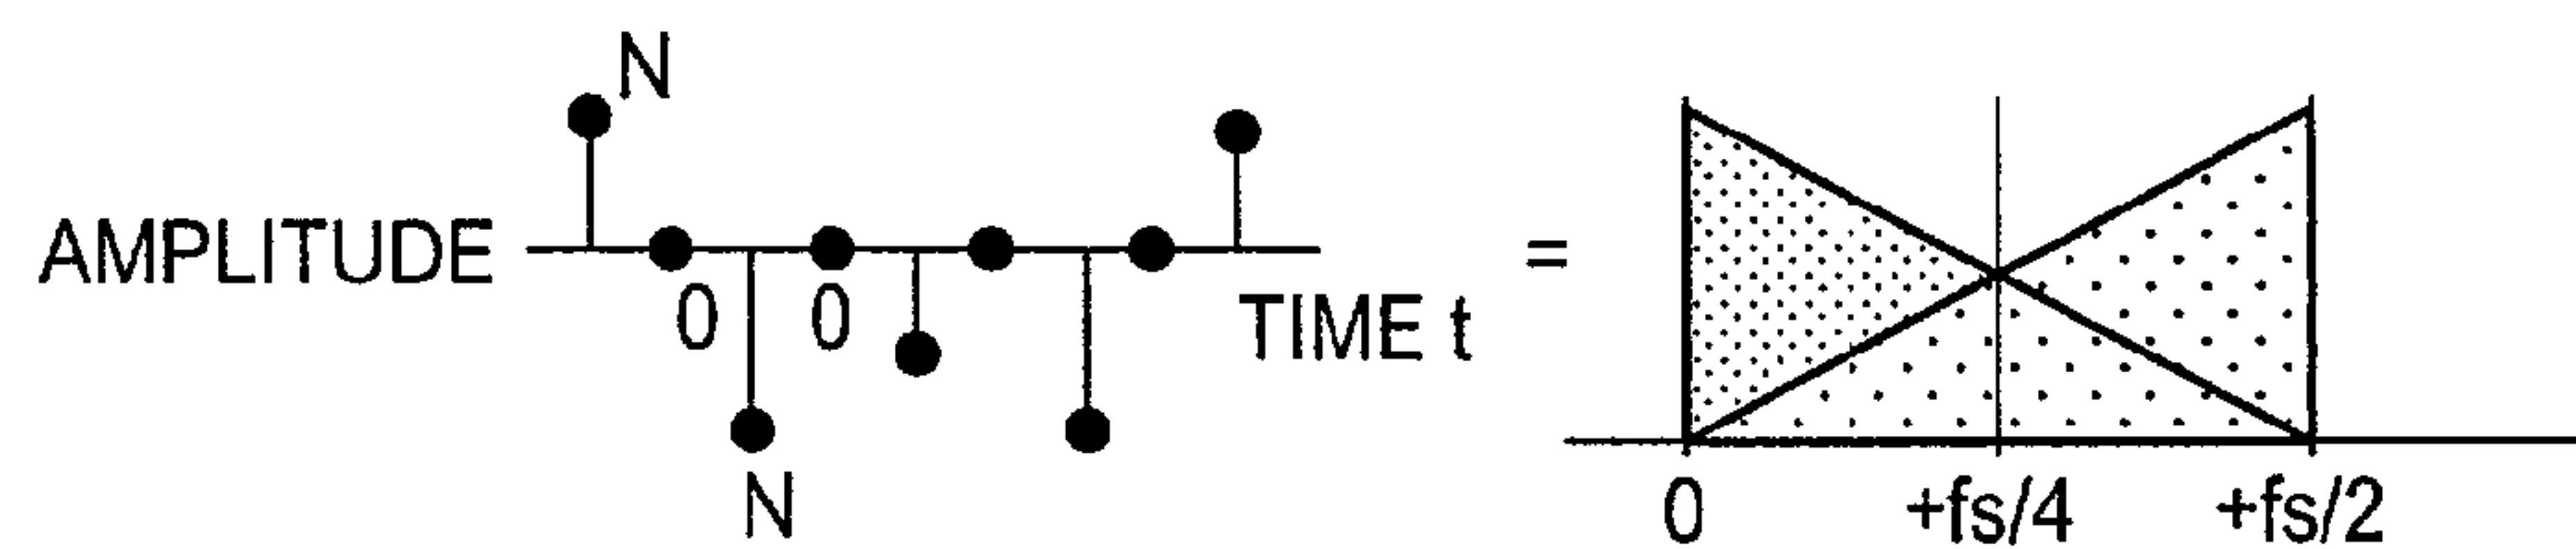 N
AMPLITUDE
0 0
TIME t
=
N
0 +fs/4 +fs/2